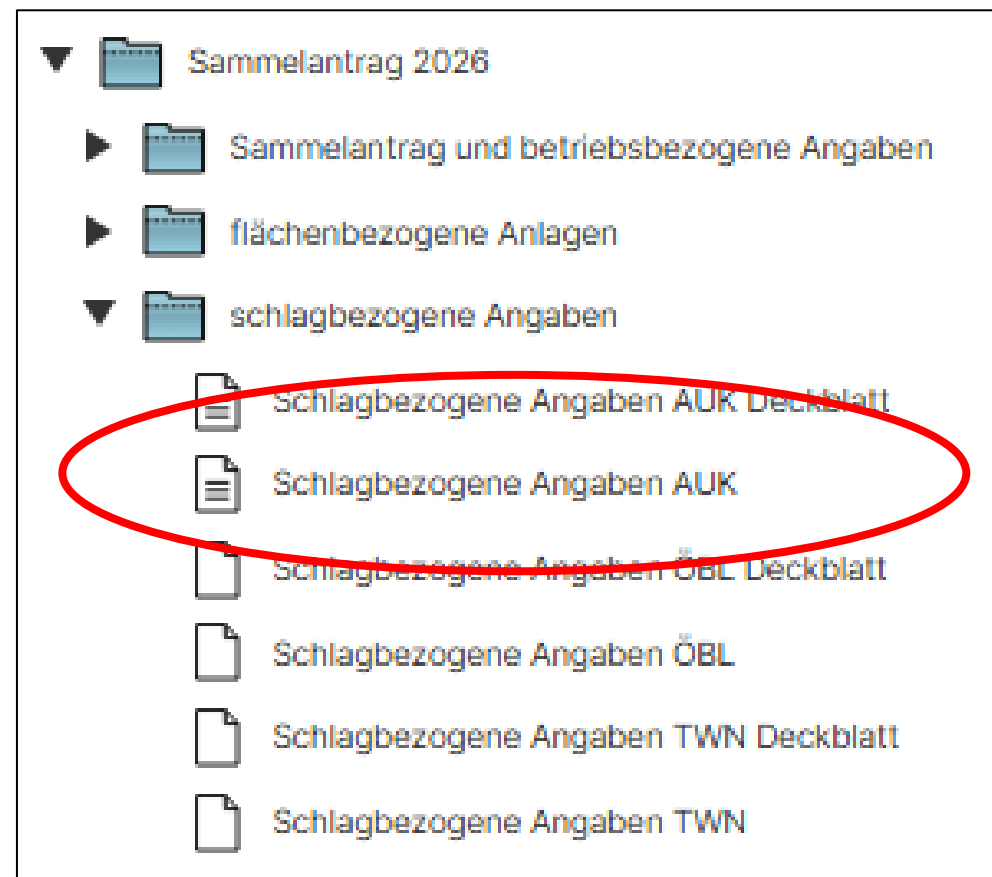 Sammelantrag 2026
Sammelantrag und betriebsbezogene Angaben
flächenbezogene Anlagen
schlagbezogene Angaben
Schlagbezogene Angaben AUK Deckblatt
Schlagbezogene Angaben AUK
Schlagbezogene Angaben ÖBL Deckblatt
Schlagbezogene Angaben ÖBL
Schlagbezogene Angaben TWN Deckblatt
Schlagbezogene Angaben TWN